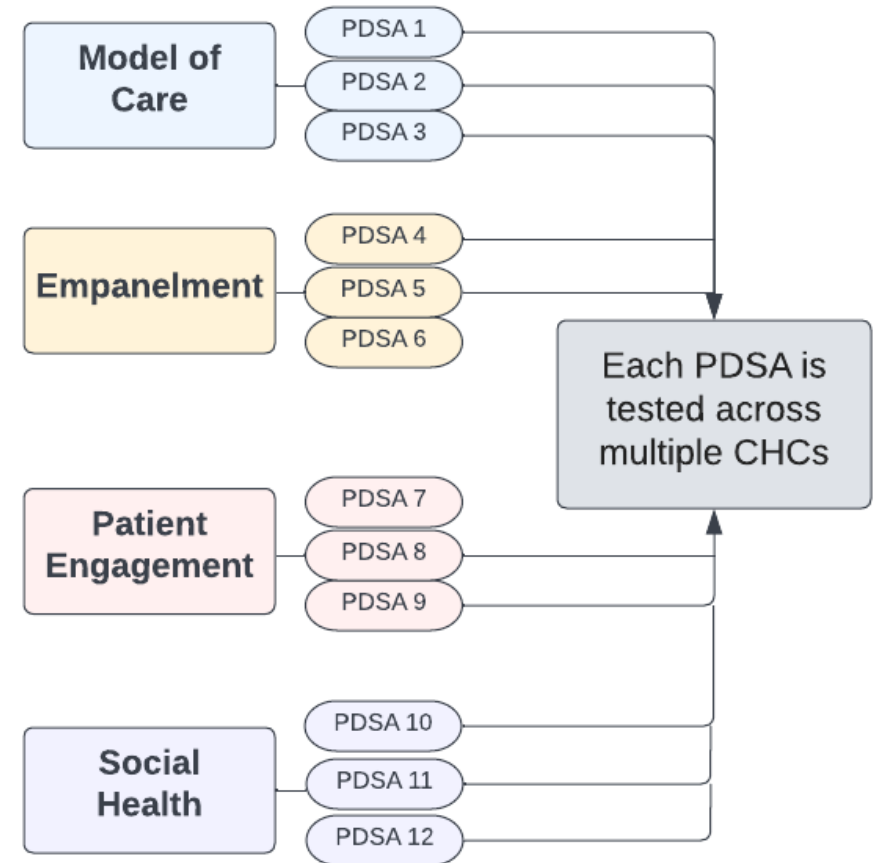 Model of
Care
PDSA 1
PDSA 2
PDSA 3
Empanelment
PDSA 4
PDSA 5
PDSA 6
Each PDSA is
tested across
multiple CHCs
Patient
Engagement
PDSA 7
PDSA 8
PDSA 9
Social
Health
PDSA 10
PDSA 11
PDSA 12